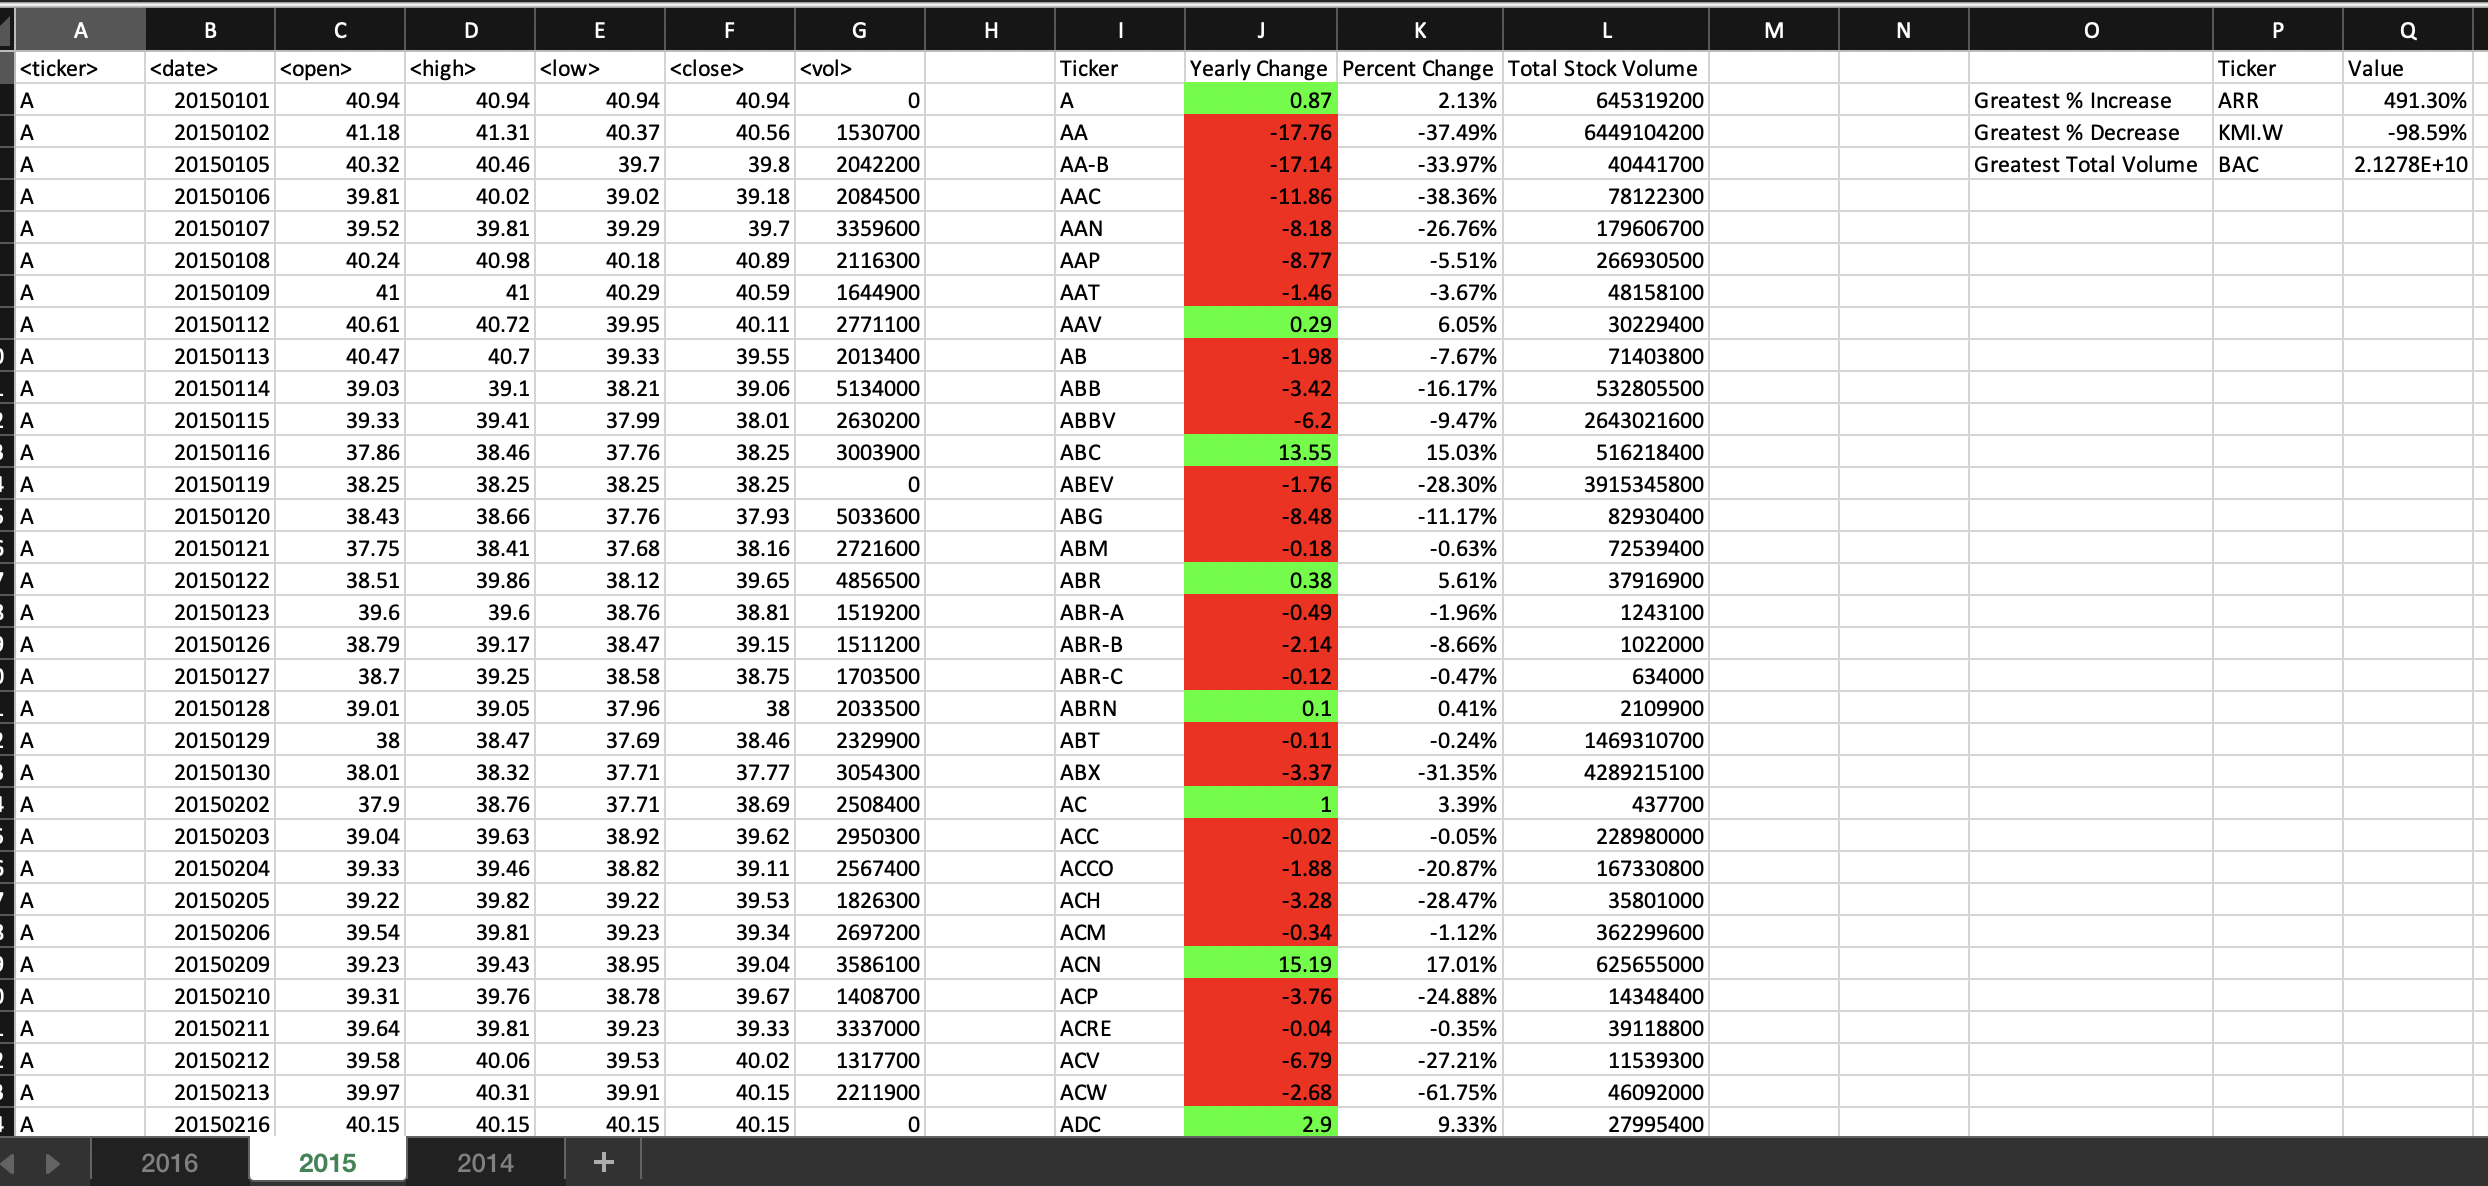 A B C D E F G H I J K L M N O P Q
<ticker> <date> <open> <high> <low> <close> <vol> Ticker Yearly Change Percent Change Total Stock Volume Ticker Value
A 20150101 40.94 40.94 40.94 40.94 0 A 0.87 2.13% 645319200 Greatest % Increase ARR 491.30%
A 20150102 41.18 41.31 40.37 40.56 1530700 AA -17.76 -37.49% 6449104200 Greatest % Decrease KMI.W -98.59%
A 20150105 40.32 40.46 39.7 39.8 2042200 AA-B -17.14 -33.97% 40441700 Greatest Total Volume BAC 2.1278E+10
A 20150106 39.81 40.02 39.02 39.18 2084500 AAC -11.86 -38.36% 78122300
A 20150107 39.52 39.81 39.29 39.7 3359600 AAN -8.18 -26.76% 179606700
A 20150108 40.24 40.98 40.18 40.89 2116300 AAP -8.77 -5.51% 266930500
A 20150109 41 41 40.29 40.59 1644900 AAT -1.46 -3.67% 48158100
A 20150112 40.61 40.72 39.95 40.11 2771100 AAV 0.29 6.05% 30229400
A 20150113 40.47 40.7 39.33 39.55 2013400 AB -1.98 -7.67% 71403800
A 20150114 39.03 39.1 38.21 39.06 5134000 ABB -3.42 -16.17% 532805500
A 20150115 39.33 39.41 37.99 38.01 2630200 ABBV -6.2 -9.47% 2643021600
A 20150116 37.86 38.46 37.76 38.25 3003900 ABC 13.55 15.03% 516218400
A 20150119 38.25 38.25 38.25 38.25 0 ABEV -1.76 -28.30% 3915345800
A 20150120 38.43 38.66 37.76 37.93 5033600 ABG -8.48 -11.17% 82930400
A 20150121 37.75 38.41 37.68 38.16 2721600 ABM -0.18 -0.63% 72539400
A 20150122 38.51 39.86 38.12 39.65 4856500 ABR 0.38 5.61% 37916900
A 20150123 39.6 39.6 38.76 38.81 1519200 ABR-A -0.49 -1.96% 1243100
A 20150126 38.79 39.17 38.47 39.15 1511200 ABR-B -2.14 -8.66% 1022000
A 20150127 38.7 39.25 38.58 38.75 1703500 ABR-C -0.12 -0.47% 634000
A 20150128 39.01 39.05 37.96 38 2033500 ABRN 0.1 0.41% 2109900
A 20150129 38 38.47 37.69 38.46 2329900 ABT -0.11 -0.24% 1469310700
A 20150130 38.01 38.32 37.71 37.77 3054300 ABX -3.37 -31.35% 4289215100
A 20150202 37.9 38.76 37.71 38.69 2508400 AC 1 3.39% 437700
A 20150203 39.04 39.63 38.92 39.62 2950300 ACC -0.02 -0.05% 228980000
A 20150204 39.33 39.46 38.82 39.11 2567400 ACCO -1.88 -20.87% 167330800
A 20150205 39.22 39.82 39.22 39.53 1826300 ACH -3.28 -28.47% 35801000
A 20150206 39.54 39.81 39.23 39.34 2697200 ACM -0.34 -1.12% 362299600
A 20150209 39.23 39.43 38.95 39.04 3586100 ACN 15.19 17.01% 625655000
A 20150210 39.31 39.76 38.78 39.67 1408700 ACP -3.76 -24.88% 14348400
A 20150211 39.64 39.81 39.23 39.33 3337000 ACRE -0.04 -0.35% 39118800
A 20150212 39.58 40.06 39.53 40.02 1317700 ACV -6.79 -27.21% 11539300
A 20150213 39.97 40.31 39.91 40.15 2211900 ACW -2.68 -61.75% 46092000
A 20150216 40.15 40.15 40.15 40.15 0 ADC 2.9 9.33% 27995400
2016 2015 2014 +